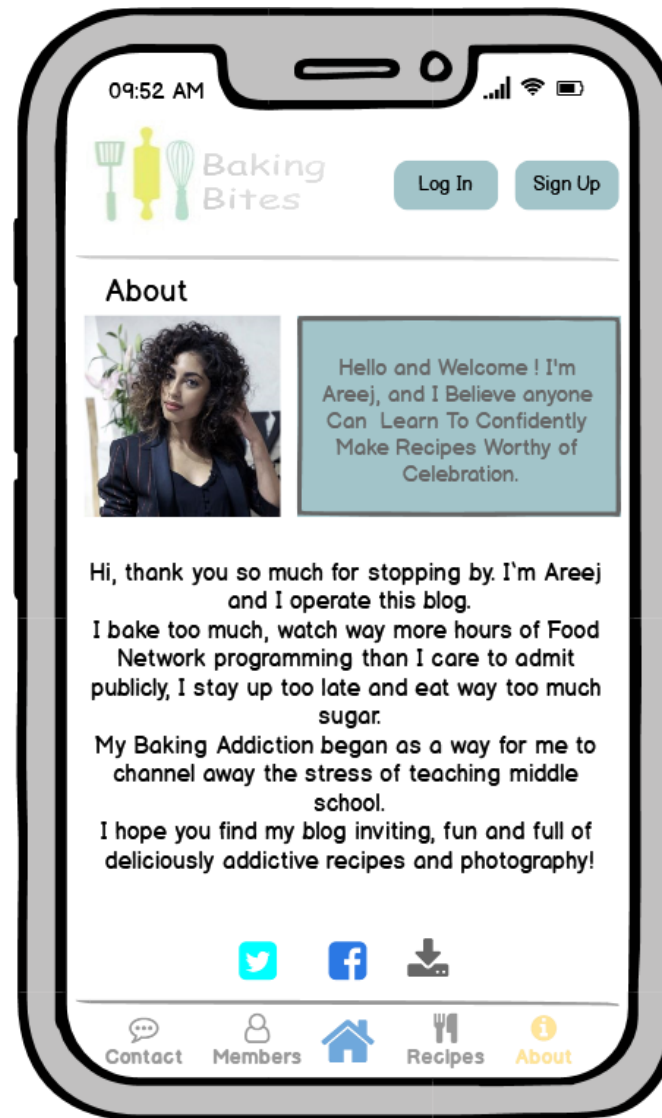 09:52 AM
Baking
Bites
Log In
Sign Up
About
Hello and Welcome ! I'm
Areej, and I Believe anyone
Can Learn To Confidently
Make Recipes Worthy of
Celebration.
Hi, thank you so much for stopping by. I`m Areej
and I operate this blog.
I bake too much, watch way more hours of Food
Network programming than I care to admit
publicly, I stay up too late and eat way too much
sugar.
My Baking Addiction began as a way for me to
channel away the stress of teaching middle
school.
I hope you find my blog inviting, fun and full of
deliciously addictive recipes and photography!
Contact
Members
Recipes
About